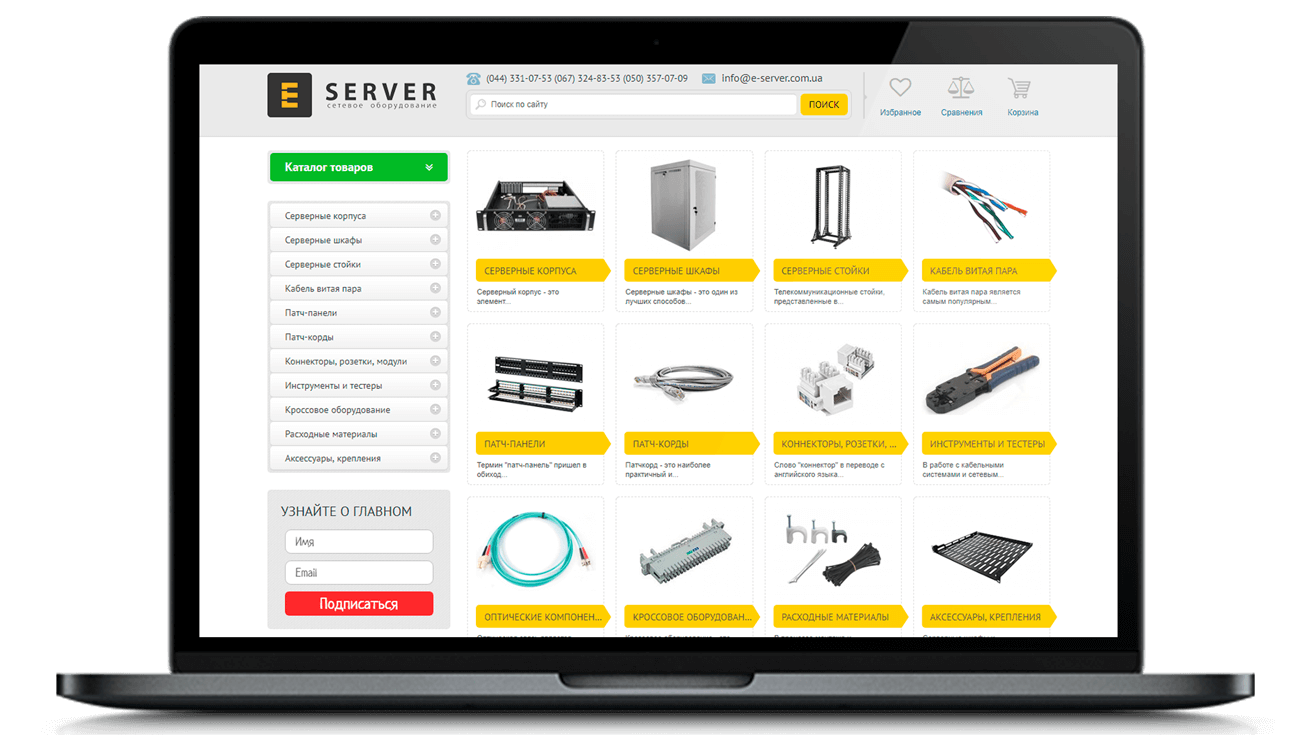 E SERVER
сетевое оборудование
(044) 331-07-53 (067) 324-83-53 (050) 357-07-09 info@e-server.com.ua
Поиск по сайту
ПОИСК
Избранное
Сравнения
Корзина
Каталог товаров
Серверные корпуса
Серверные шкафы
Серверные стойки
Кабель витая пара
Патч-панели
Патч-корды
Коннекторы, розетки, модули
Инструменты и тестеры
Кроссовое оборудование
Расходные материалы
Аксессуары, крепления
УЗНАЙТЕ О ГЛАВНОМ
Имя
Email
Подписаться
СЕРВЕРНЫЕ КОРПУСА
Серверный корпус - это
элемент...
СЕРВЕРНЫЕ ШКАФЫ
Серверные шкафы - это один из
лучших способов...
СЕРВЕРНЫЕ СТОЙКИ
Телекоммуникационные стойки,
представленные в...
КАБЕЛЬ ВИТАЯ ПАРА
Кабель витая пара является
самым популярным...
ПАТЧ-ПАНЕЛИ
Термин "патч-панель" пришел в
обиход...
ПАТЧ-КОРДЫ
Патчкорд - это наиболее
практичный и...
КОННЕКТОРЫ, РОЗЕТКИ, ...
Слово "коннектор" в переводе с
английского языка...
ИНСТРУМЕНТЫ И ТЕСТЕРЫ
В работе с кабельными
системами и сетевым...
ОПТИЧЕСКИЕ КОМПОНЕН...
КРОССОВОЕ ОБОРУДОВАН...
РАСХОДНЫЕ МАТЕРИАЛЫ
АКСЕССУАРЫ, КРЕПЛЕНИЯ